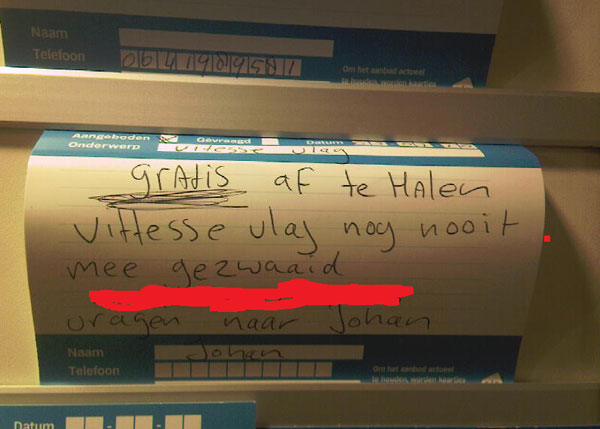 Naam
Telefoon 0641989581
Om het aanbod actueel
te houden, worden kaartjes
Aangeboden Gevraagd Datum
Onderwerp Vitesse vlag
gratis af te Halen
Vittesse vlag nog nooit
mee gezwaaid
vragen naar Johan
Naam Johan
Telefoon
Om het aanbod actueel
te houden, worden kaartjes
Datum